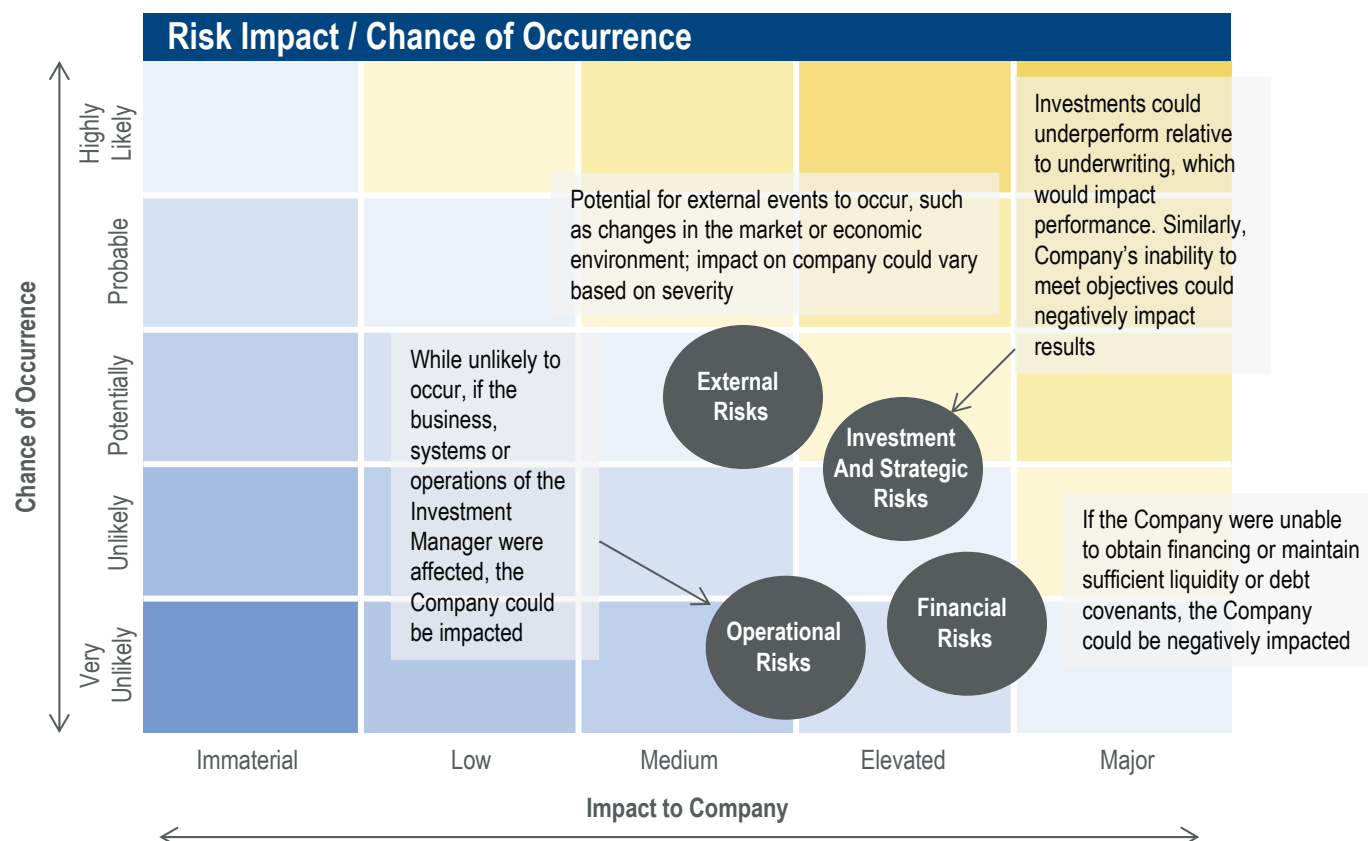 Risk Impact / Chance of Occurrence
Chance of Occurrence
Highly
Likely
Probable
Potentially
Unlikely
Very
Unlikely
Investments could
underperform relative
to underwriting, which
would impact
performance. Similarly,
Company’s inability to
meet objectives could
negatively impact
results
Potential for external events to occur, such
as changes in the market or economic
environment; impact on company could vary
based on severity
While unlikely to
occur, if the
business,
systems or
operations of the
Investment
Manager were
affected, the
Company could
be impacted
External
Risks
Investment
And Strategic
Risks
If the Company were unable
to obtain financing or maintain
sufficient liquidity or debt
covenants, the Company
could be negatively impacted
Operational
Risks
Financial
Risks
Immaterial
Low
Medium
Elevated
Major
Impact to Company